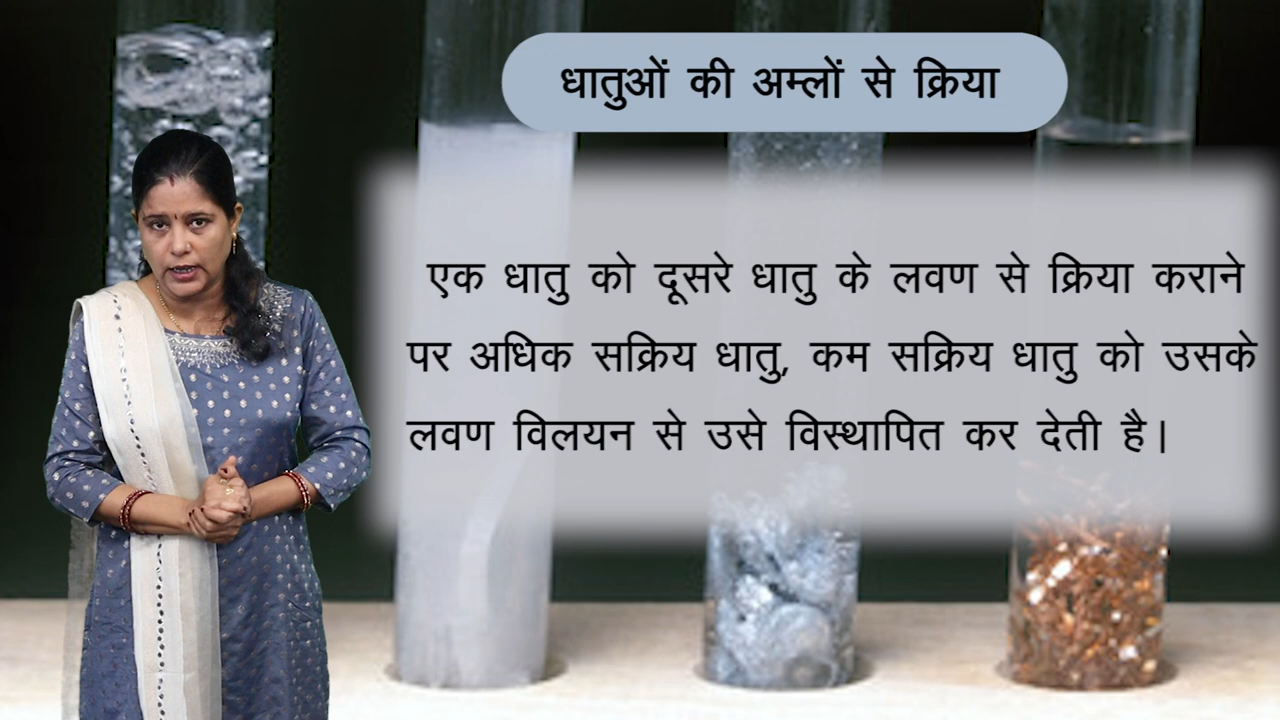 धातुओं की अम्लों से क्रिया
एक धातु को दूसरे धातु के लवण से क्रिया कराने
पर अधिक सक्रिय धातु, कम सक्रिय धातु को उसके
लवण विलयन से उसे विस्थापित कर देती है।